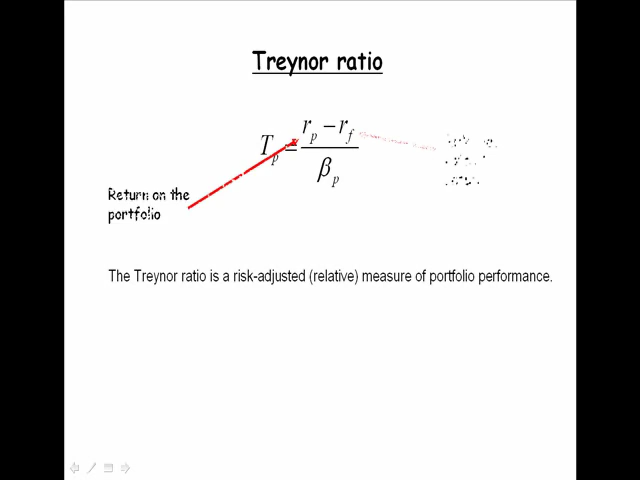 Treynor ratio
T_p = (r_p − r_f) / β_p
Return on the
portfolio
The Treynor ratio is a risk-adjusted (relative) measure of portfolio performance.